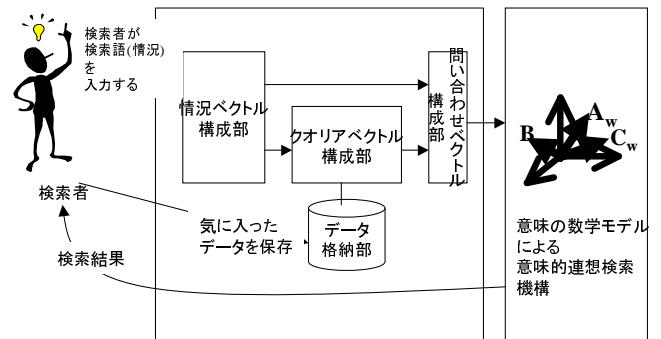 検索者が
検索語(情況)
を
入力する
情況ベクトル
構成部
クオリアベクトル
構成部
問い合わせベクトル
構成部
データ
格納部
検索者
気に入った
データを保存
検索結果
B
Aw
Cw
意味の数学モデル
による
意味的連想検索
機構